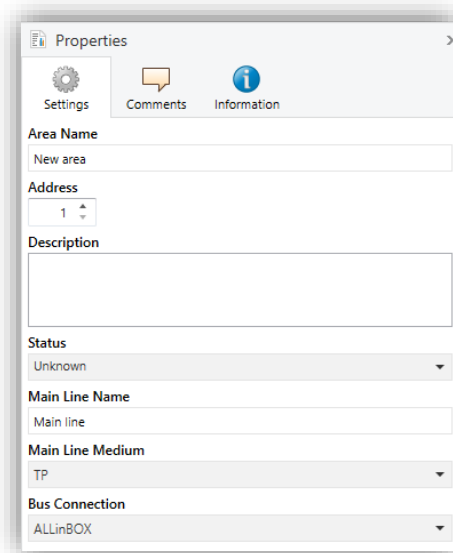 Properties
Settings Comments Information
Area Name
New area
Address
1
Description
Status
Unknown
Main Line Name
Main line
Main Line Medium
TP
Bus Connection
ALLinBOX